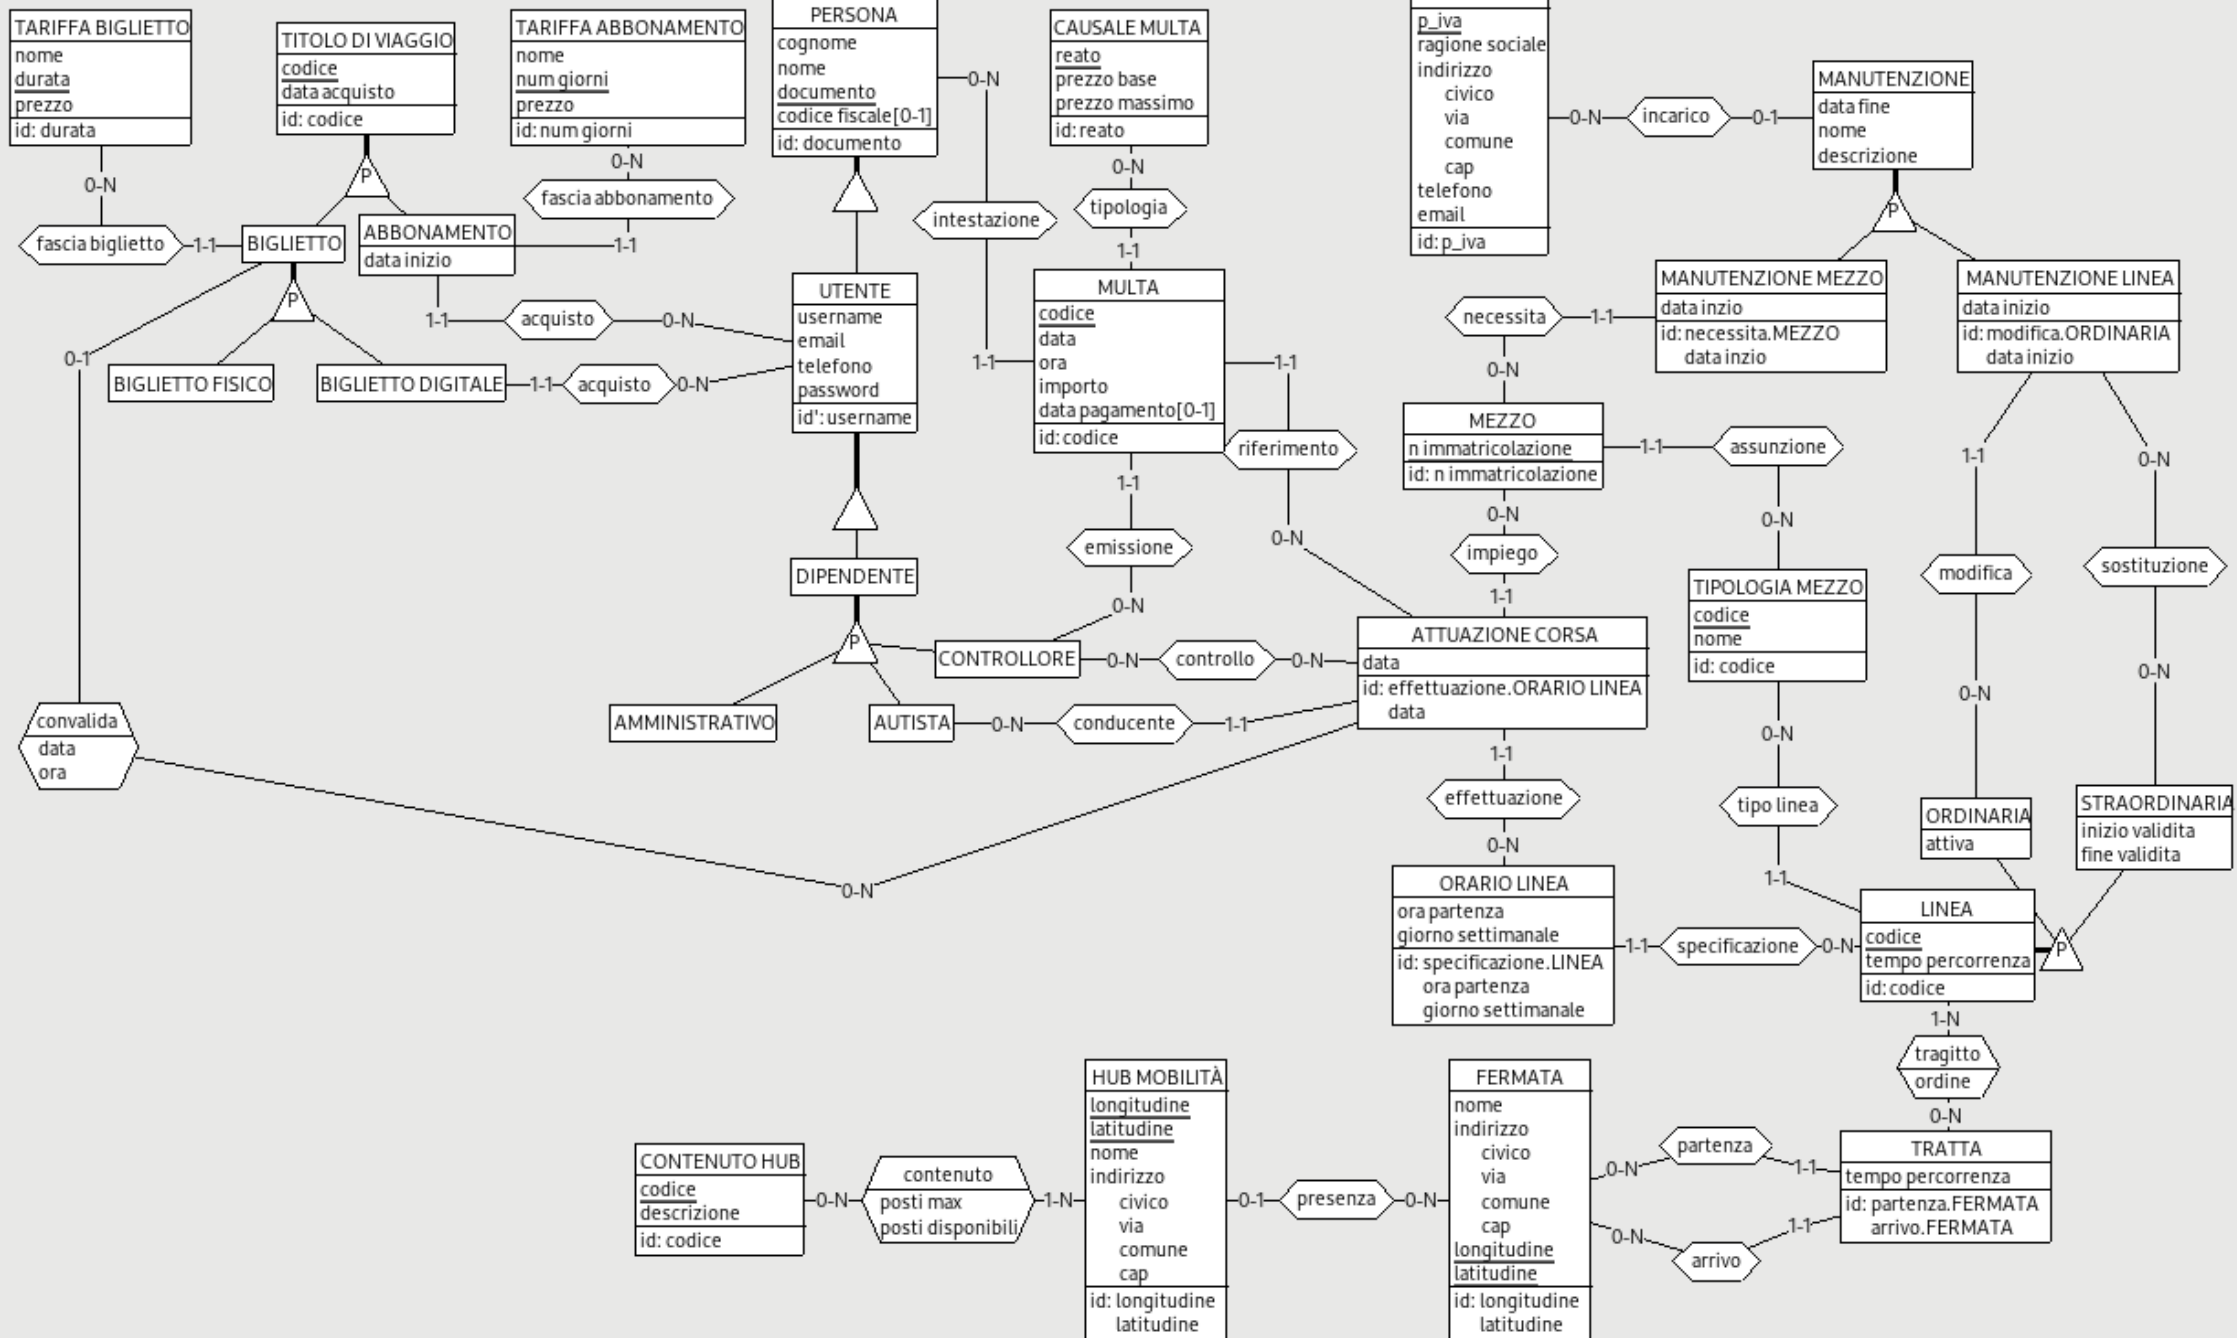 TARIFFA BIGLIETTO
nome
durata
prezzo
id: durata
0-N
fascia biglietto
1-1
TITOLO DI VIAGGIO
codice
data acquisto
id: codice
P
BIGLIETTO
P
BIGLIETTO FISICO
BIGLIETTO DIGITALE
1-1
acquisto
0-N
0-1
convalida
data
ora
0-N
TARIFFA ABBONAMENTO
nome
num giorni
prezzo
id: num giorni
0-N
fascia abbonamento
1-1
ABBONAMENTO
data inizio
1-1
acquisto
0-N
PERSONA
cognome
nome
documento
codice fiscale[0-1]
id: documento
0-N
intestazione
1-1
UTENTE
username
email
telefono
password
id': username
DIPENDENTE
P
AMMINISTRATIVO
AUTISTA
0-N
conducente
1-1
CONTROLLORE
0-N
controllo
0-N
CAUSALE MULTA
reato
prezzo base
prezzo massimo
id: reato
0-N
tipologia
1-1
MULTA
codice
data
ora
importo
data pagamento[0-1]
id: codice
1-1
riferimento
0-N
1-1
emissione
0-N
p_iva
ragione sociale
indirizzo
civico
via
comune
cap
telefono
email
id: p_iva
0-N
incarico
0-1
MANUTENZIONE
data fine
nome
descrizione
P
MANUTENZIONE MEZZO
data inzio
id: necessita.MEZZO
data inzio
1-1
necessita
0-N
MANUTENZIONE LINEA
data inizio
id: modifica.ORDINARIA
data inizio
1-1
modifica
0-N
0-N
sostituzione
0-N
MEZZO
n immatricolazione
id: n immatricolazione
1-1
assunzione
0-N
0-N
impiego
1-1
TIPOLOGIA MEZZO
codice
nome
id: codice
0-N
tipo linea
1-1
ATTUAZIONE CORSA
data
id: effettuazione.ORARIO LINEA
data
1-1
effettuazione
0-N
ORARIO LINEA
ora partenza
giorno settimanale
id: specificazione.LINEA
ora partenza
giorno settimanale
1-1
specificazione
0-N
ORDINARIA
attiva
STRAORDINARIA
inizio validita
fine validita
LINEA
codice
tempo percorrenza
id: codice
P
1-N
tragitto
ordine
0-N
TRATTA
tempo percorrenza
id: partenza.FERMATA
arrivo.FERMATA
1-1
partenza
0-N
1-1
arrivo
0-N
CONTENUTO HUB
codice
descrizione
id: codice
0-N
contenuto
posti max
posti disponibili
1-N
HUB MOBILITÀ
longitudine
latitudine
nome
indirizzo
civico
via
comune
cap
id: longitudine
latitudine
0-1
presenza
0-N
FERMATA
nome
indirizzo
civico
via
comune
cap
longitudine
latitudine
id: longitudine
latitudine